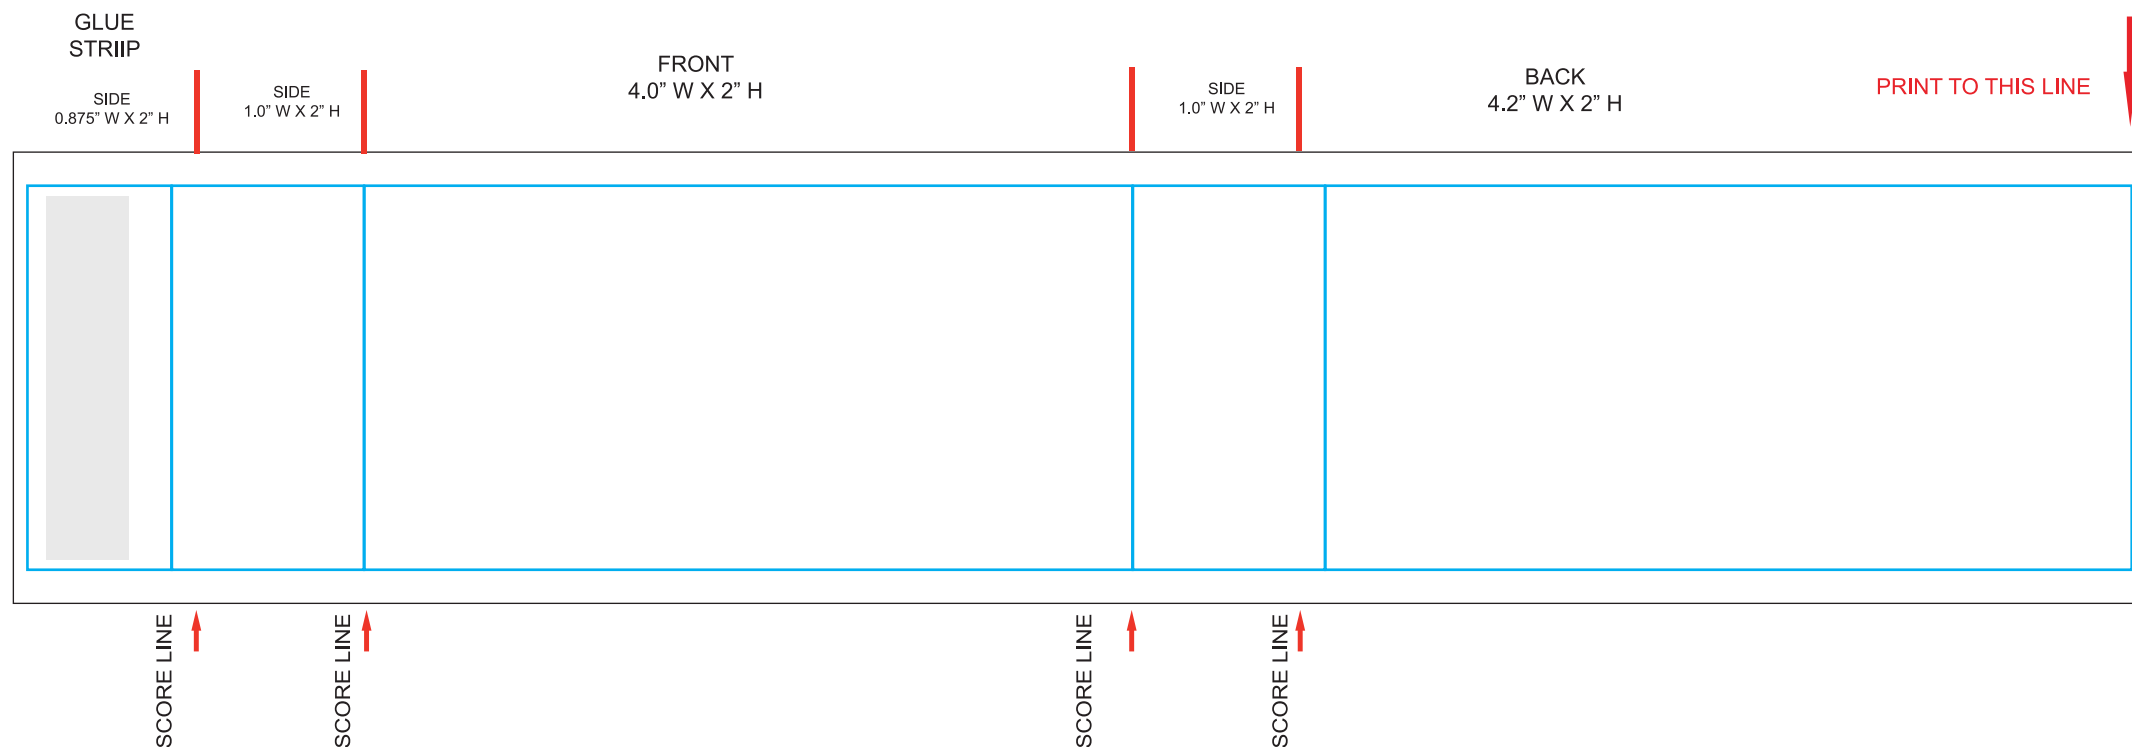 GLUE
STRIIP
SIDE
0.875” W X 2” H
SIDE
1.0” W X 2” H
FRONT
4.0” W X 2” H
SIDE
1.0” W X 2” H
BACK
4.2” W X 2” H
PRINT TO THIS LINE
SCORE LINE
SCORE LINE
SCORE LINE
SCORE LINE